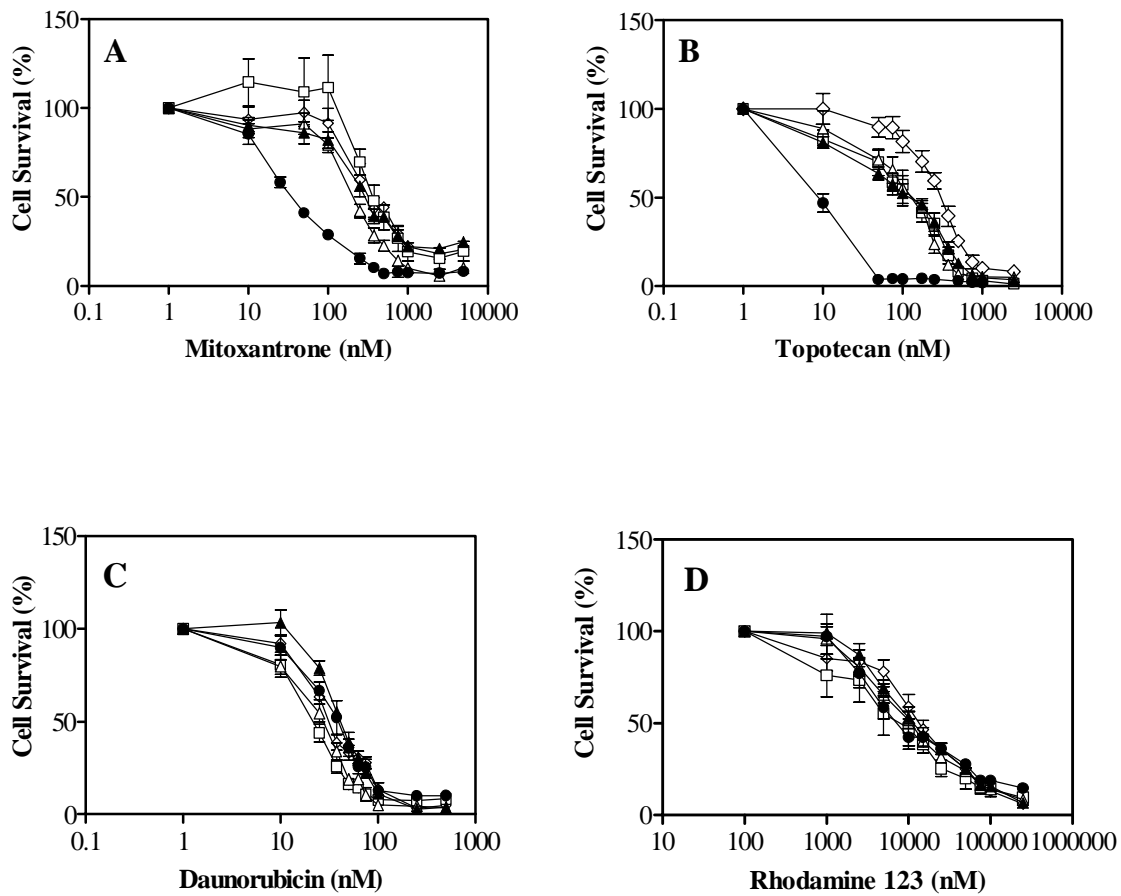 A
150
100
50
0
Cell Survival (%)
0.1 1 10 100 1000 10000
Mitoxantrone (nM)
B
150
100
50
0
Cell Survival (%)
0.1 1 10 100 1000 10000
Topotecan (nM)
C
150
100
50
0
Cell Survival (%)
0.1 1 10 100 1000
Daunorubicin (nM)
D
150
100
50
0
Cell Survival (%)
10 100 1000 10000 100000 1000000
Rhodamine 123 (nM)